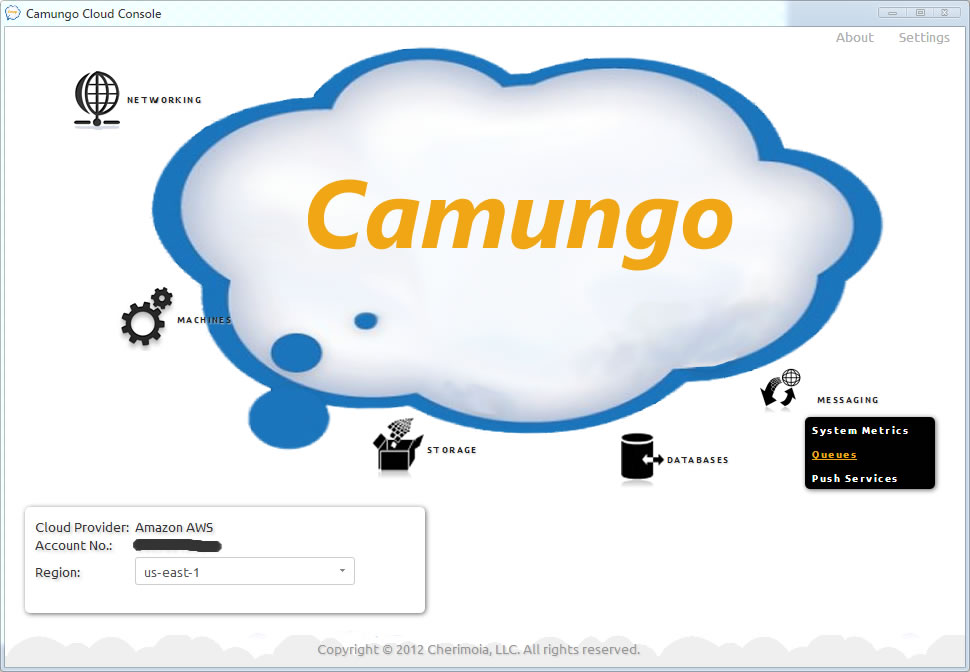 Camungo Cloud Console
About Settings
NETWORKING
Camungo
MACHINES
MESSAGING
System Metrics
Queues
Push Services
STORAGE
DATABASES
Cloud Provider: Amazon AWS
Account No.:
Region: us-east-1
Copyright © 2012 Cherimoia, LLC. All rights reserved.